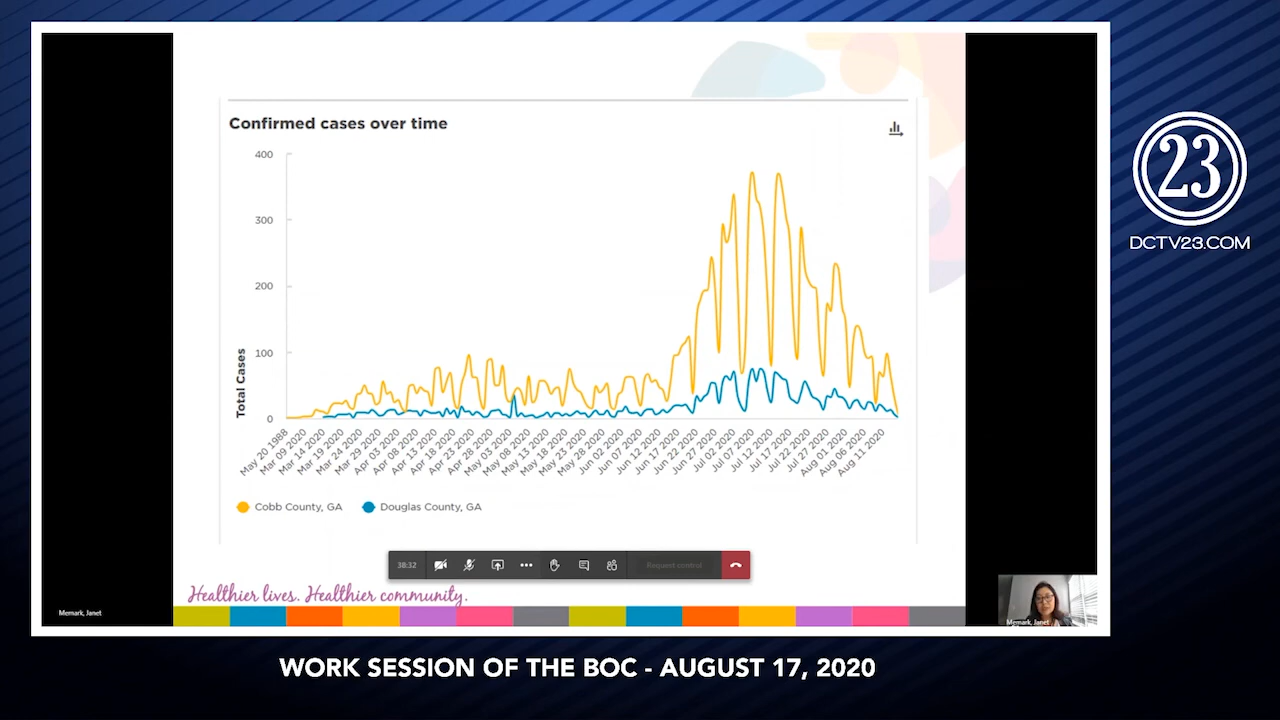 Confirmed cases over time
400
300
200
100
0
Total Cases
May 20 1988
Mar 09 2020
Mar 14 2020
Mar 19 2020
Mar 24 2020
Mar 29 2020
Apr 03 2020
Apr 08 2020
Apr 13 2020
Apr 18 2020
Apr 23 2020
Apr 28 2020
May 03 2020
May 08 2020
May 13 2020
May 18 2020
May 23 2020
May 28 2020
Jun 02 2020
Jun 07 2020
Jun 12 2020
Jun 17 2020
Jun 22 2020
Jun 27 2020
Jul 02 2020
Jul 07 2020
Jul 12 2020
Jul 17 2020
Jul 22 2020
Jul 27 2020
Aug 01 2020
Aug 06 2020
Aug 11 2020
Cobb County, GA
Douglas County, GA
38:32
Request control
Healthier lives. Healthier community.
Memark, Janet
Memark, Janet
23
DCTV23.COM
WORK SESSION OF THE BOC - AUGUST 17, 2020